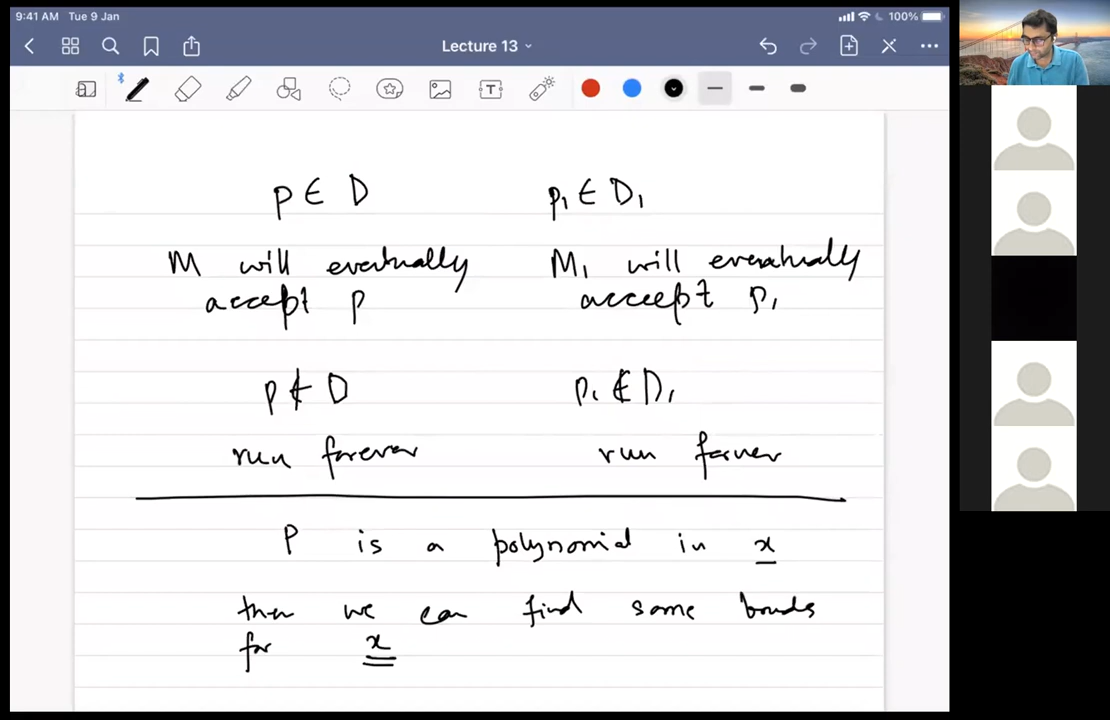 9:41 AM Tue 9 Jan
100%
Lecture 13
p ∈ D
p₁ ∈ D₁
M will eventually
accept p
M₁ will eventually
accept p₁
p ∉ D
p₁ ∉ D₁
run forever
run forever
P is a polynomial in x
then we can find some bounds
for x